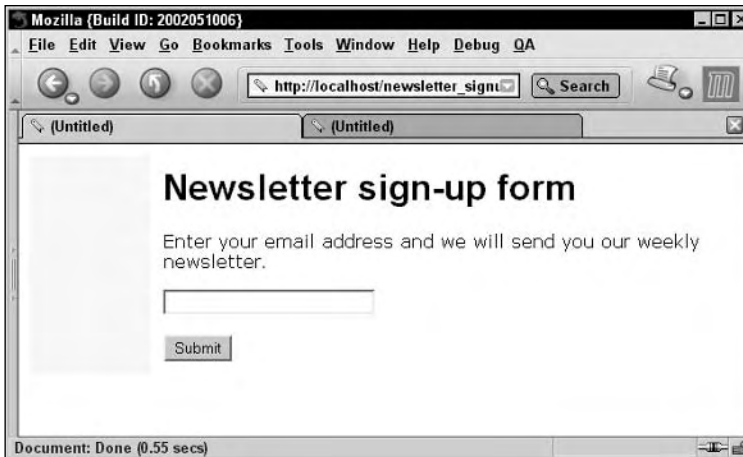 Mozilla {Build ID: 2002051006}
File Edit View Go Bookmarks Tools Window Help Debug QA
http://localhost/newsletter_signu Search
(Untitled) (Untitled)
Newsletter sign-up form
Enter your email address and we will send you our weekly
newsletter.
Submit
Document: Done (0.55 secs)